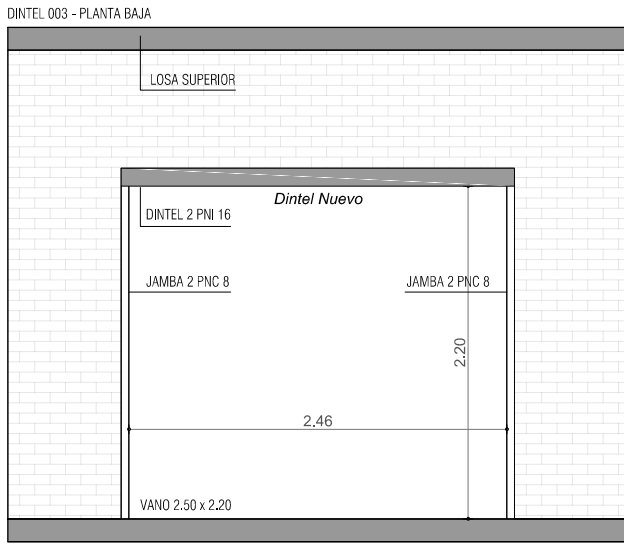 DINTEL 003 - PLANTA BAJA
LOSA SUPERIOR
Dintel Nuevo
DINTEL 2 PNI 16
JAMBA 2 PNC 8
JAMBA 2 PNC 8
2.20
2.46
VANO 2.50 x 2.20